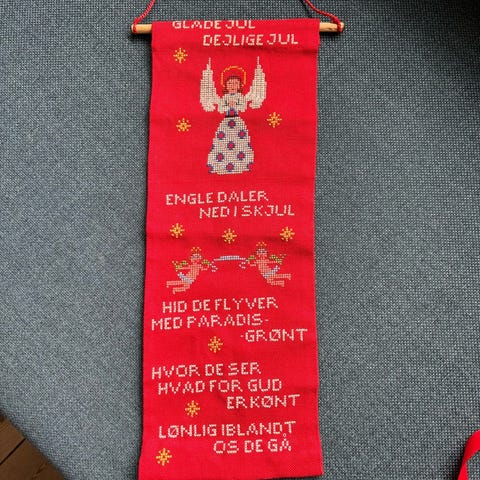 GLADE JUL
DEJLIGE JUL
ENGLE DALER
NED I SKJUL
HID DE FLYVER
MED PARADIS-
-GRØNT
HVOR DE SER
HVAD FOR GUD
ER KØNT
LØNLIG IBLANDT
OS DE GÅ